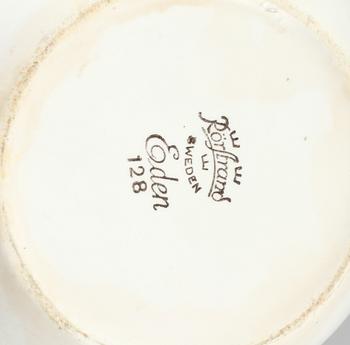 Rörstrand
SWEDEN
Eden
128